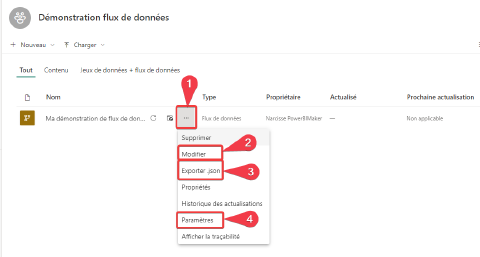 Démonstration flux de données
+ Nouveau Charger
Tout Contenu Jeux de données + flux de données
Nom Type Propriétaire Actualisé Prochaine actualisation
Ma démonstration de flux de don... ... Flux de données Narcisse PowerBIMaker — Non applicable
1
Supprimer
Modifier 2
Exporter .json 3
Propriétés
Historique des actualisations
Paramètres 4
Afficher la traçabilité